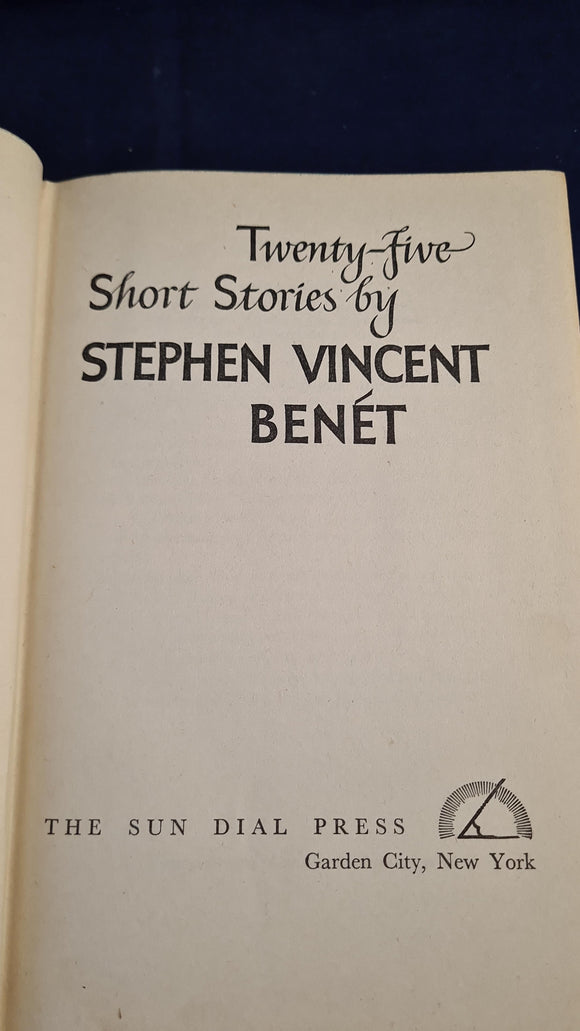 Twenty-Five
Short Stories by
STEPHEN VINCENT
BENÉT
THE SUN DIAL PRESS
Garden City, New York